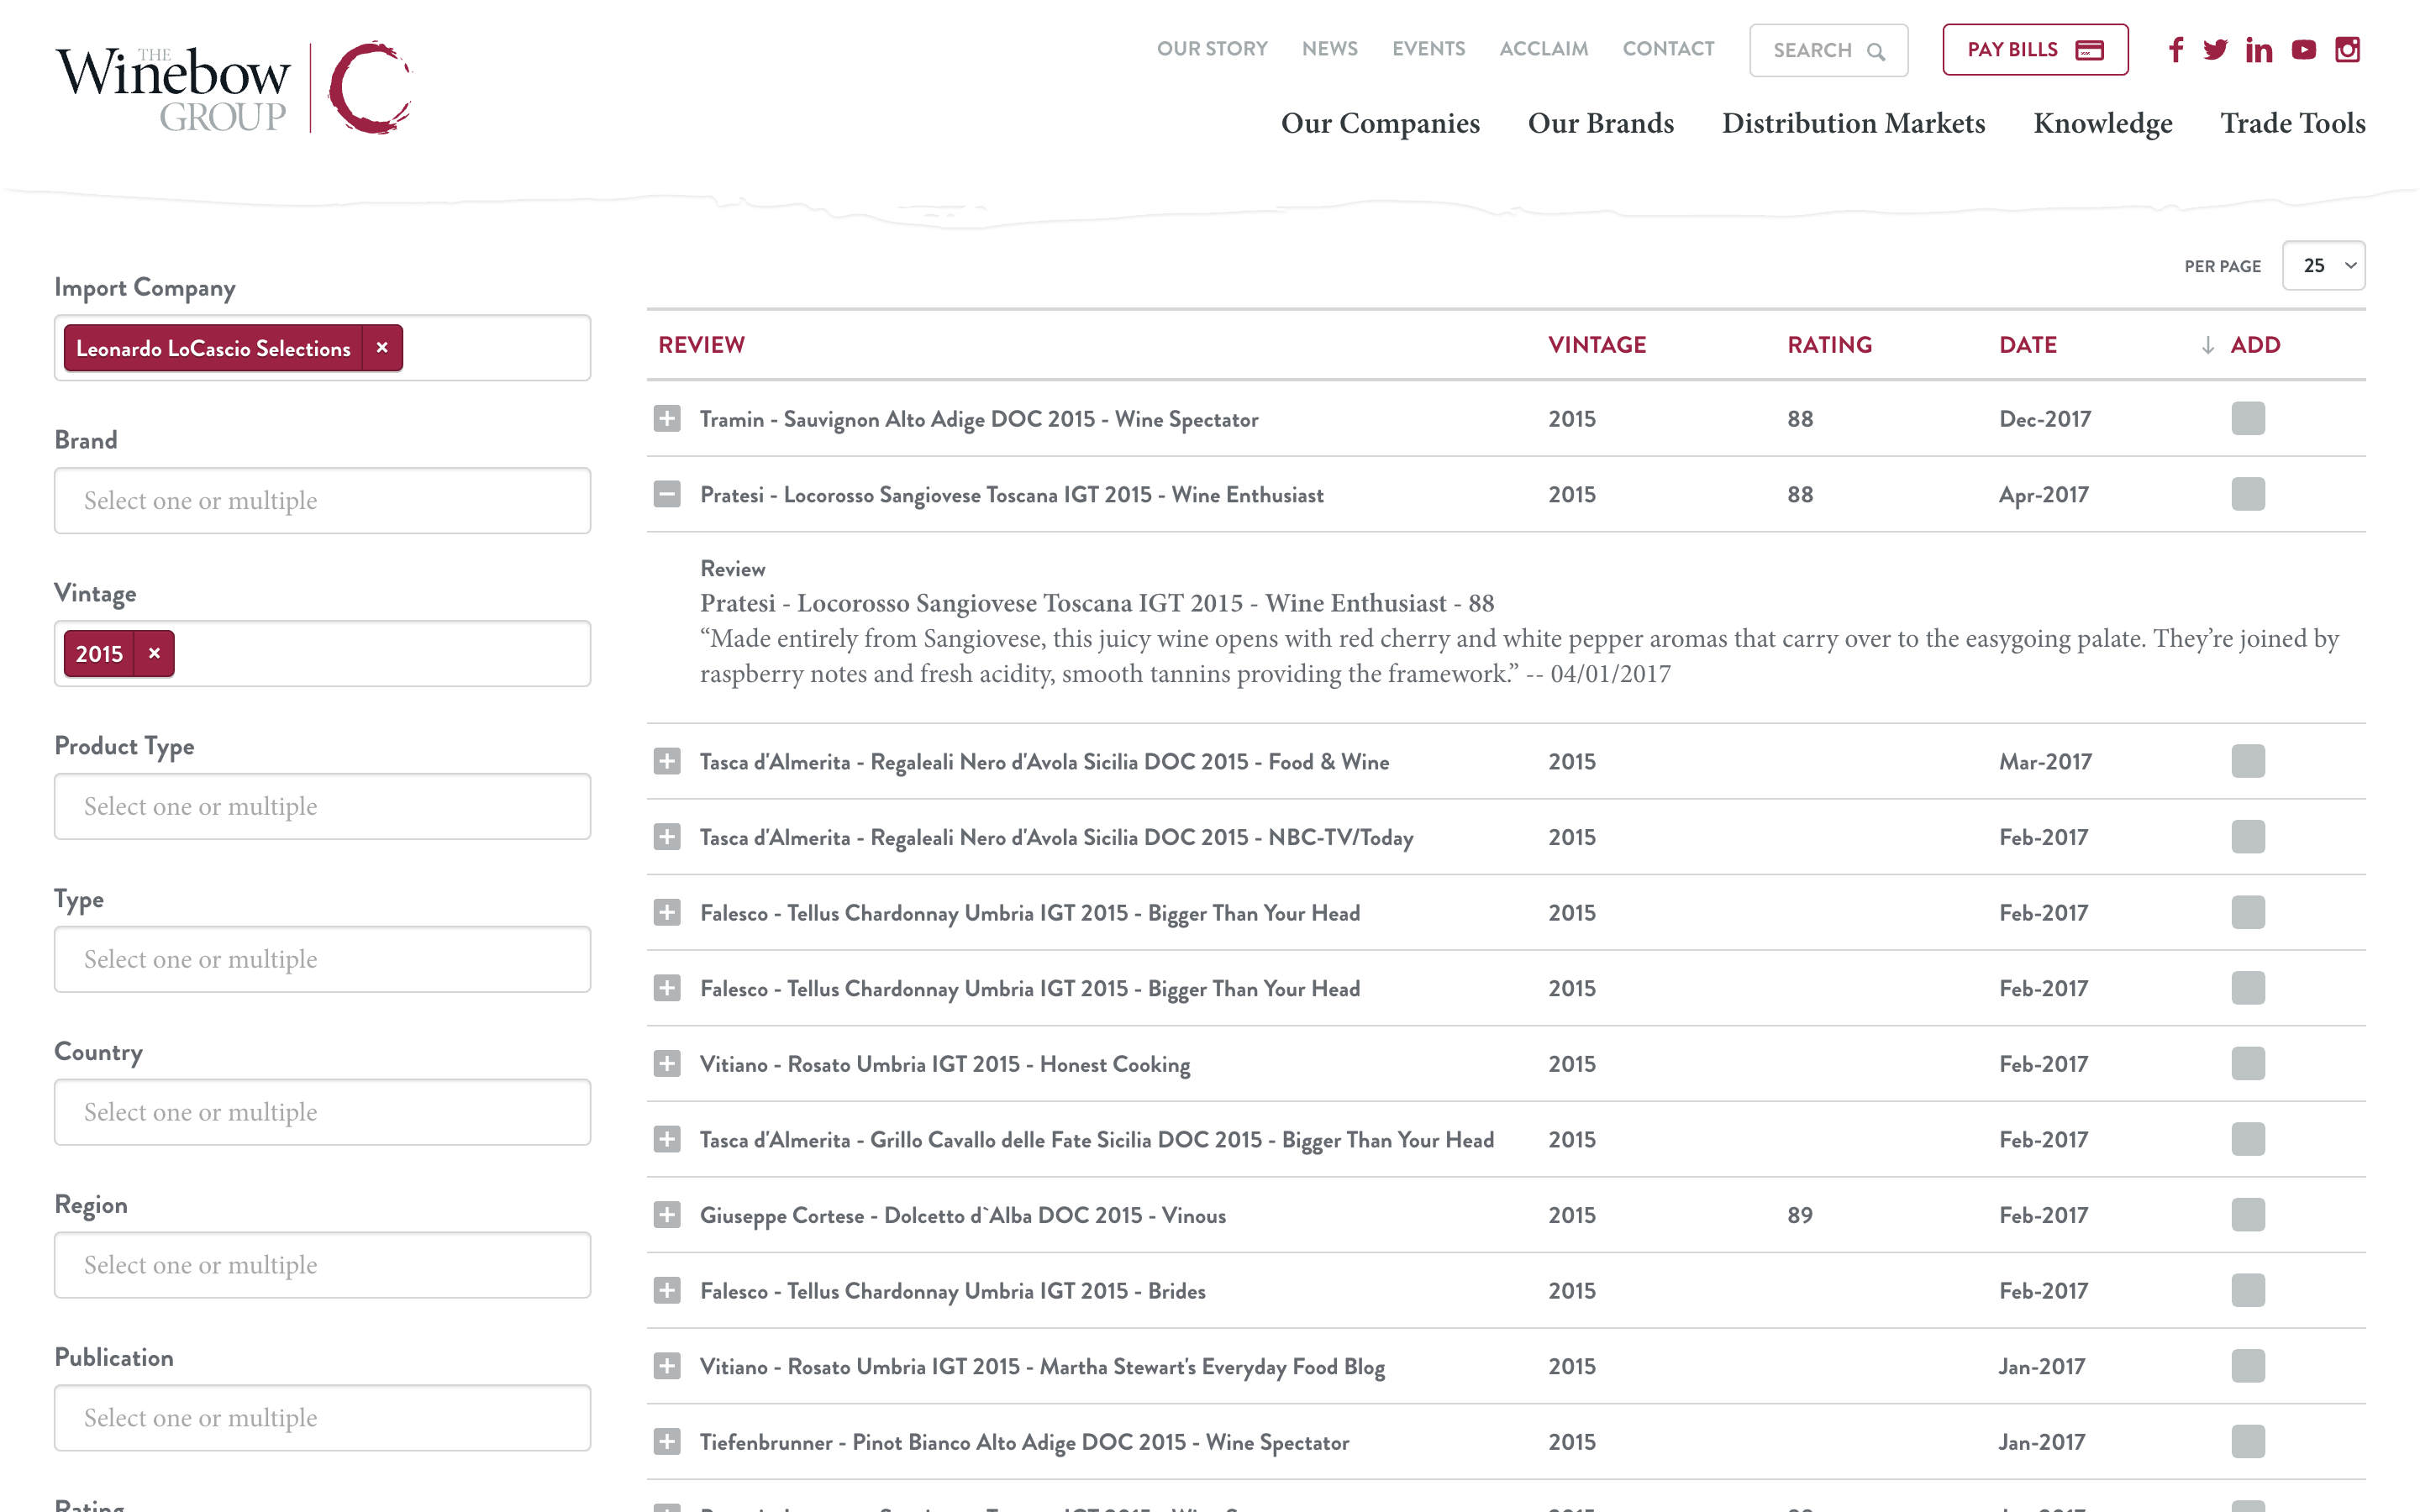 THE
Winebow
GROUP
OUR STORY NEWS EVENTS ACCLAIM CONTACT SEARCH PAY BILLS
Our Companies Our Brands Distribution Markets Knowledge Trade Tools
PER PAGE 25
Import Company
Leonardo LoCascio Selections ×
Brand
Select one or multiple
Vintage
2015 ×
Product Type
Select one or multiple
Type
Select one or multiple
Country
Select one or multiple
Region
Select one or multiple
Publication
Select one or multiple
Rating
REVIEW VINTAGE RATING DATE ↓ ADD
Tramin - Sauvignon Alto Adige DOC 2015 - Wine Spectator 2015 88 Dec-2017
Pratesi - Locorosso Sangiovese Toscana IGT 2015 - Wine Enthusiast 2015 88 Apr-2017
Review
Pratesi - Locorosso Sangiovese Toscana IGT 2015 - Wine Enthusiast - 88
“Made entirely from Sangiovese, this juicy wine opens with red cherry and white pepper aromas that carry over to the easygoing palate. They’re joined by
raspberry notes and fresh acidity, smooth tannins providing the framework.” -- 04/01/2017
Tasca d'Almerita - Regaleali Nero d'Avola Sicilia DOC 2015 - Food & Wine 2015 Mar-2017
Tasca d'Almerita - Regaleali Nero d'Avola Sicilia DOC 2015 - NBC-TV/Today 2015 Feb-2017
Falesco - Tellus Chardonnay Umbria IGT 2015 - Bigger Than Your Head 2015 Feb-2017
Falesco - Tellus Chardonnay Umbria IGT 2015 - Bigger Than Your Head 2015 Feb-2017
Vitiano - Rosato Umbria IGT 2015 - Honest Cooking 2015 Feb-2017
Tasca d'Almerita - Grillo Cavallo delle Fate Sicilia DOC 2015 - Bigger Than Your Head 2015 Feb-2017
Giuseppe Cortese - Dolcetto d`Alba DOC 2015 - Vinous 2015 89 Feb-2017
Falesco - Tellus Chardonnay Umbria IGT 2015 - Brides 2015 Feb-2017
Vitiano - Rosato Umbria IGT 2015 - Martha Stewart's Everyday Food Blog 2015 Jan-2017
Tiefenbrunner - Pinot Bianco Alto Adige DOC 2015 - Wine Spectator 2015 Jan-2017